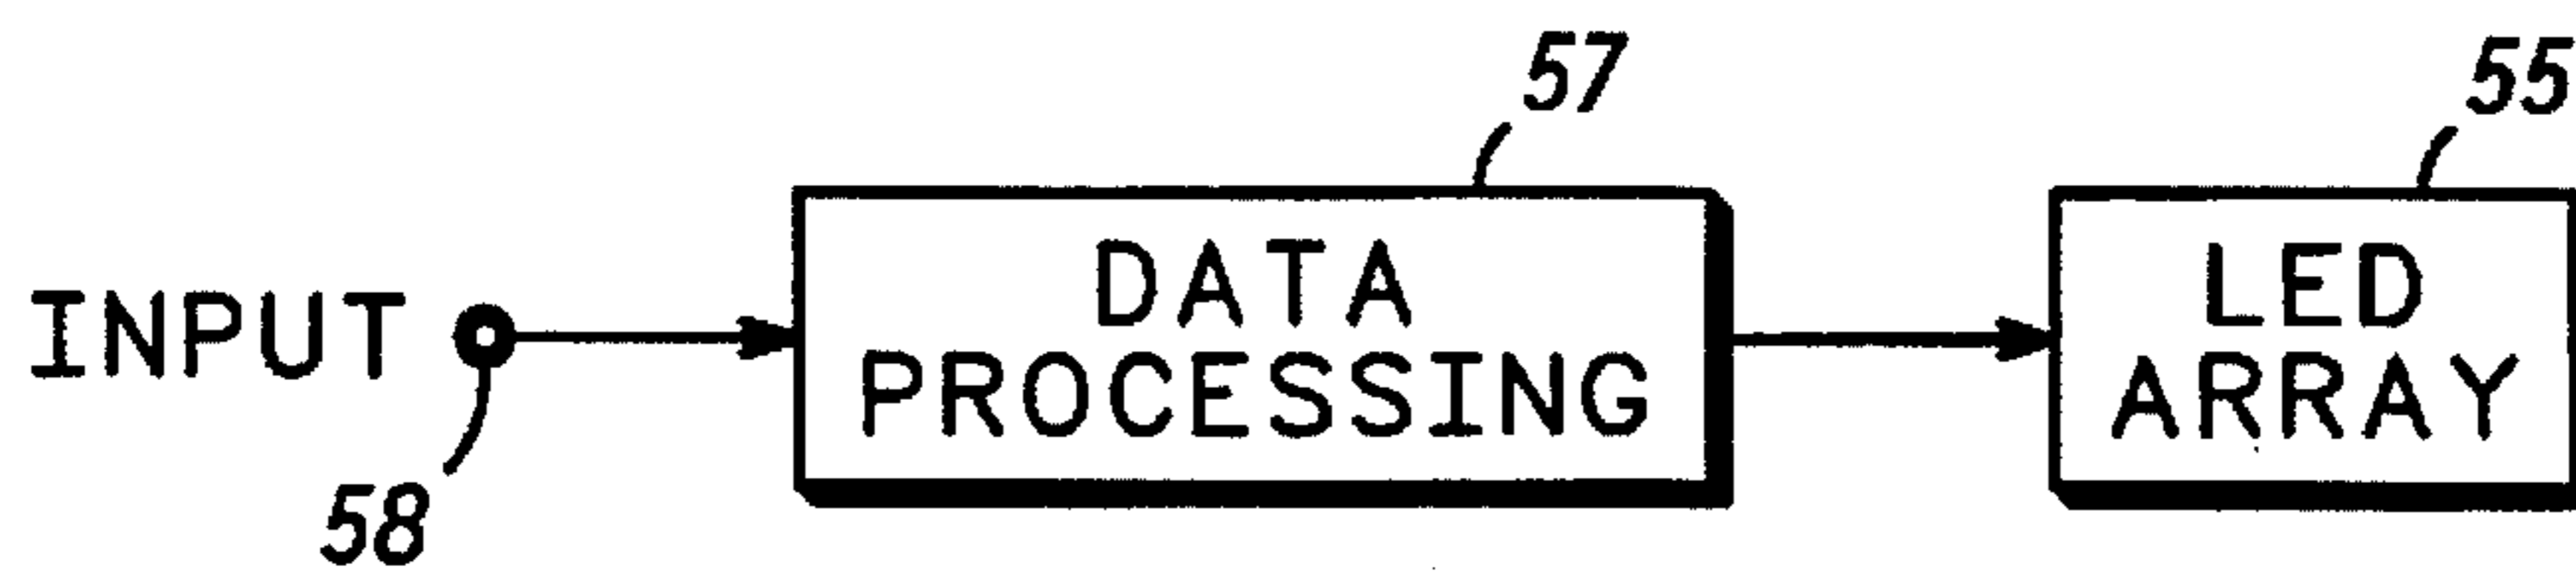 57
55
INPUT
DATA
PROCESSING
LED
ARRAY
58